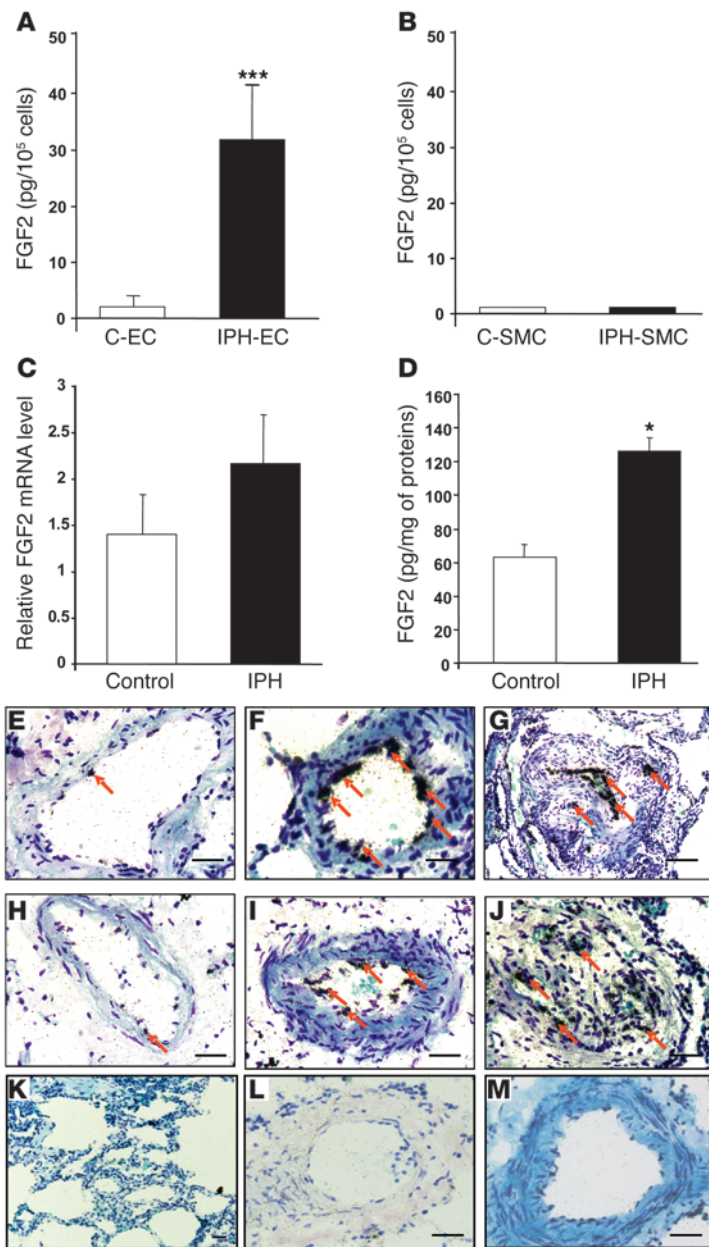 A
FGF2 (pg/10⁵ cells)
50
40
30
20
10
0
***
C-EC IPH-EC
B
FGF2 (pg/10⁵ cells)
50
40
30
20
10
0
C-SMC IPH-SMC
C
Relative FGF2 mRNA level
3
2.5
2
1.5
1
0.5
0
Control IPH
D
FGF2 (pg/mg of proteins)
160
140
120
100
80
60
40
20
0
*
Control IPH
E
F
G
H
I
J
K
L
M